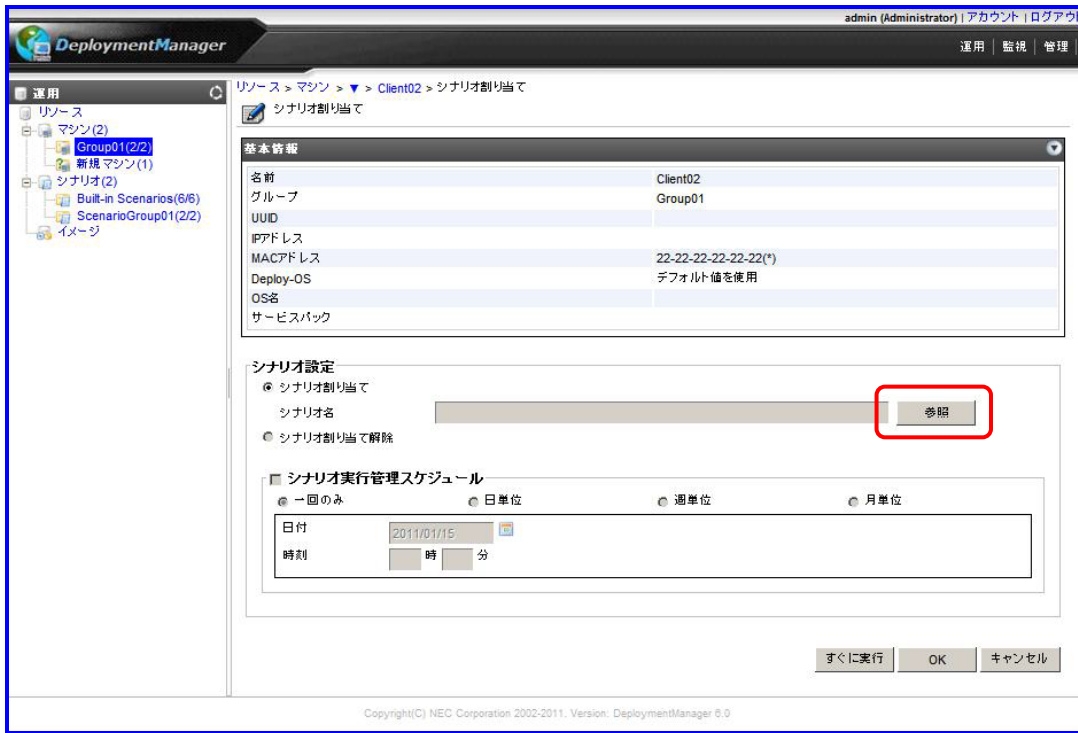 admin (Administrator) | アカウント | ログアウ
DeploymentManager
運用 | 監視 | 管理 |
運用
リソース
マシン(2)
Group01(2/2)
新規マシン(1)
シナリオ(2)
Built-in Scenarios(6/6)
ScenarioGroup01(2/2)
イメージ
リソース > マシン > ▼ > Client02 > シナリオ割り当て
シナリオ割り当て
基本情報
名前 Client02
グループ Group01
UUID
IPアドレス
MACアドレス 22-22-22-22-22-22(*)
Deploy-OS デフォルト値を使用
OS名
サービスパック
シナリオ設定
シナリオ割り当て
シナリオ名 参照
シナリオ割り当て解除
シナリオ実行管理スケジュール
一回のみ 日単位 週単位 月単位
日付 2011/01/15
時刻 時 分
すぐに実行 OK キャンセル
Copyright(C) NEC Corporation 2002-2011. Version: DeploymentManager 6.0